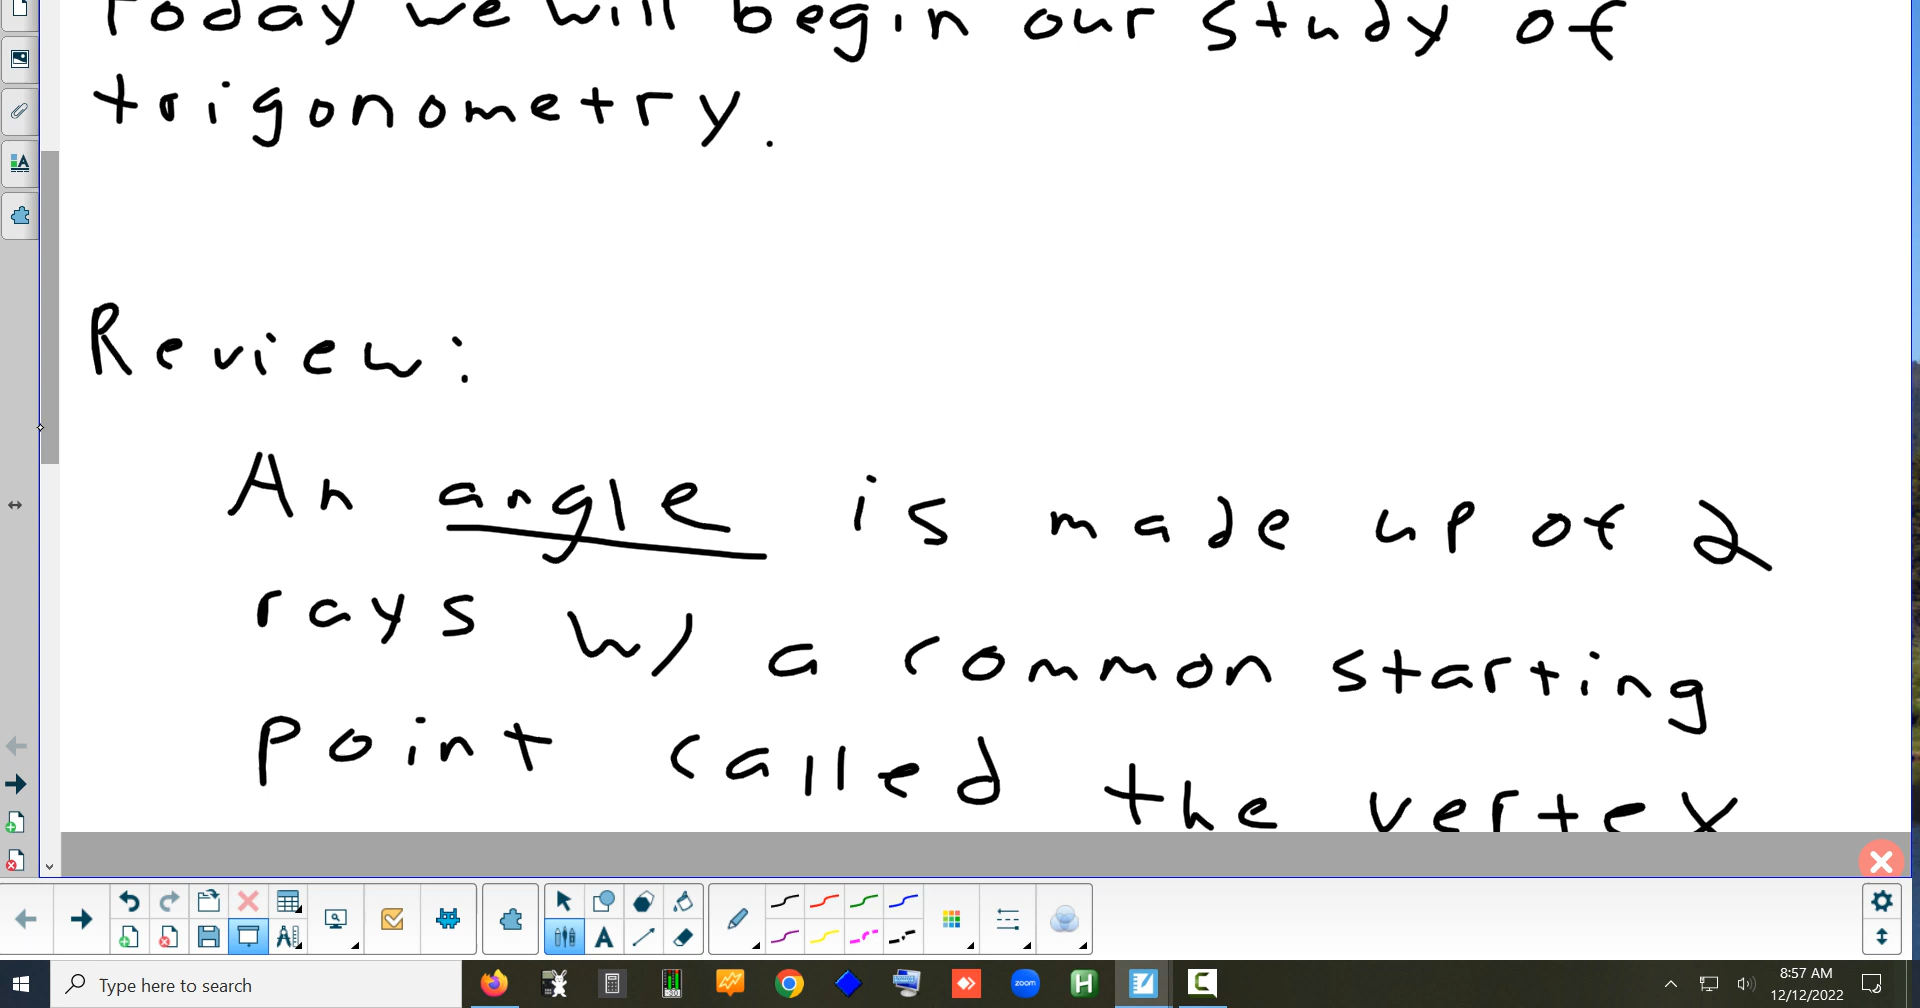 Today we will begin our study of
trigonometry.
Review:
An angle is made up of 2
rays w/ a common starting
point called the vertex
Type here to search
zoom
8:57 AM
12/12/2022